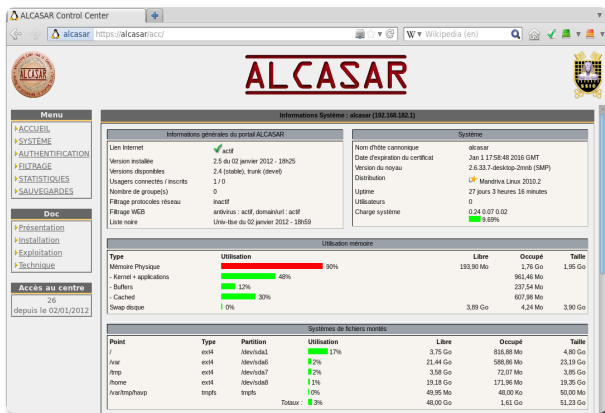 ALCASAR Control Center
alcasar https://alcasar/acc/
W Wikipedia (en)
ALCASAR
ALCASAR
SSIC
Menu
ACCUEIL
SYSTÈME
AUTHENTIFICATION
FILTRAGE
STATISTIQUES
SAUVEGARDES
Doc
Présentation
Installation
Exploitation
Technique
Accès au centre
26
depuis le 02/01/2012
Informations Système : alcasar (192.168.182.1)
Informations générales du portail ALCASAR
Lien Internet actif
Version installée 2.5 du 02 janvier 2012 - 18h25
Versions disponibles 2.4 (stable), trunk (devel)
Usagers connectés / inscrits 1 / 0
Nombre de groupe(s) 0
Filtrage protocoles réseau inactif
Filtrage WEB antivirus : actif, domain/url : actif
Liste noire Univ-tlse du 02 janvier 2012 - 18h59
Système
Nom d'hôte cannonique alcasar
Date d'expiration du certificat Jan 1 17:58:48 2016 GMT
Version du noyau 2.6.33.7-desktop-2mnb (SMP)
Distribution Mandriva Linux 2010.2
Uptime 27 jours 3 heures 16 minutes
Utilisateurs 0
Charge système 0.24 0.07 0.02
9.69%
Utilisation mémoire
Type Utilisation Libre Occupé Taille
Mémoire Physique 90% 193,90 Mo 1,76 Go 1,95 Go
- Kernel + applications 48% 961,46 Mo
- Buffers 12% 237,54 Mo
- Cached 30% 607,98 Mo
Swap disque 0% 3,89 Go 4,24 Mo 3,90 Go
Systèmes de fichiers montés
Point Type Partition Utilisation Libre Occupé Taille
/ ext4 /dev/sda1 17% 3,75 Go 816,88 Mo 4,80 Go
/var ext4 /dev/sda6 2% 21,44 Go 588,86 Mo 23,19 Go
/tmp ext4 /dev/sda7 2% 3,58 Go 72,07 Mo 3,85 Go
/home ext4 /dev/sda8 1% 19,18 Go 171,96 Mo 19,35 Go
/var/tmp/havp tmpfs tmpfs 0% 49,95 Mo 48,00 Ko 50,00 Mo
Totaux : 3% 48,00 Go 1,61 Go 51,23 Go